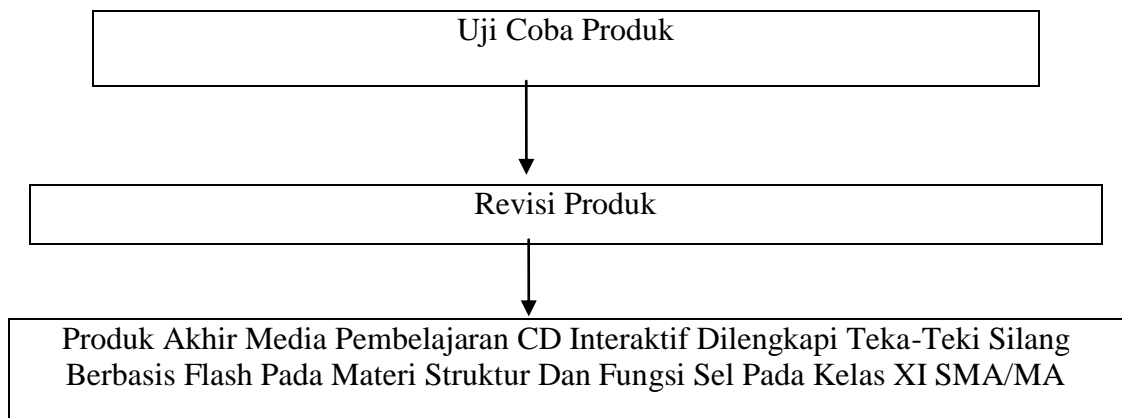 Uji Coba Produk
Revisi Produk
Produk Akhir Media Pembelajaran CD Interaktif Dilengkapi Teka-Teki Silang
Berbasis Flash Pada Materi Struktur Dan Fungsi Sel Pada Kelas XI SMA/MA